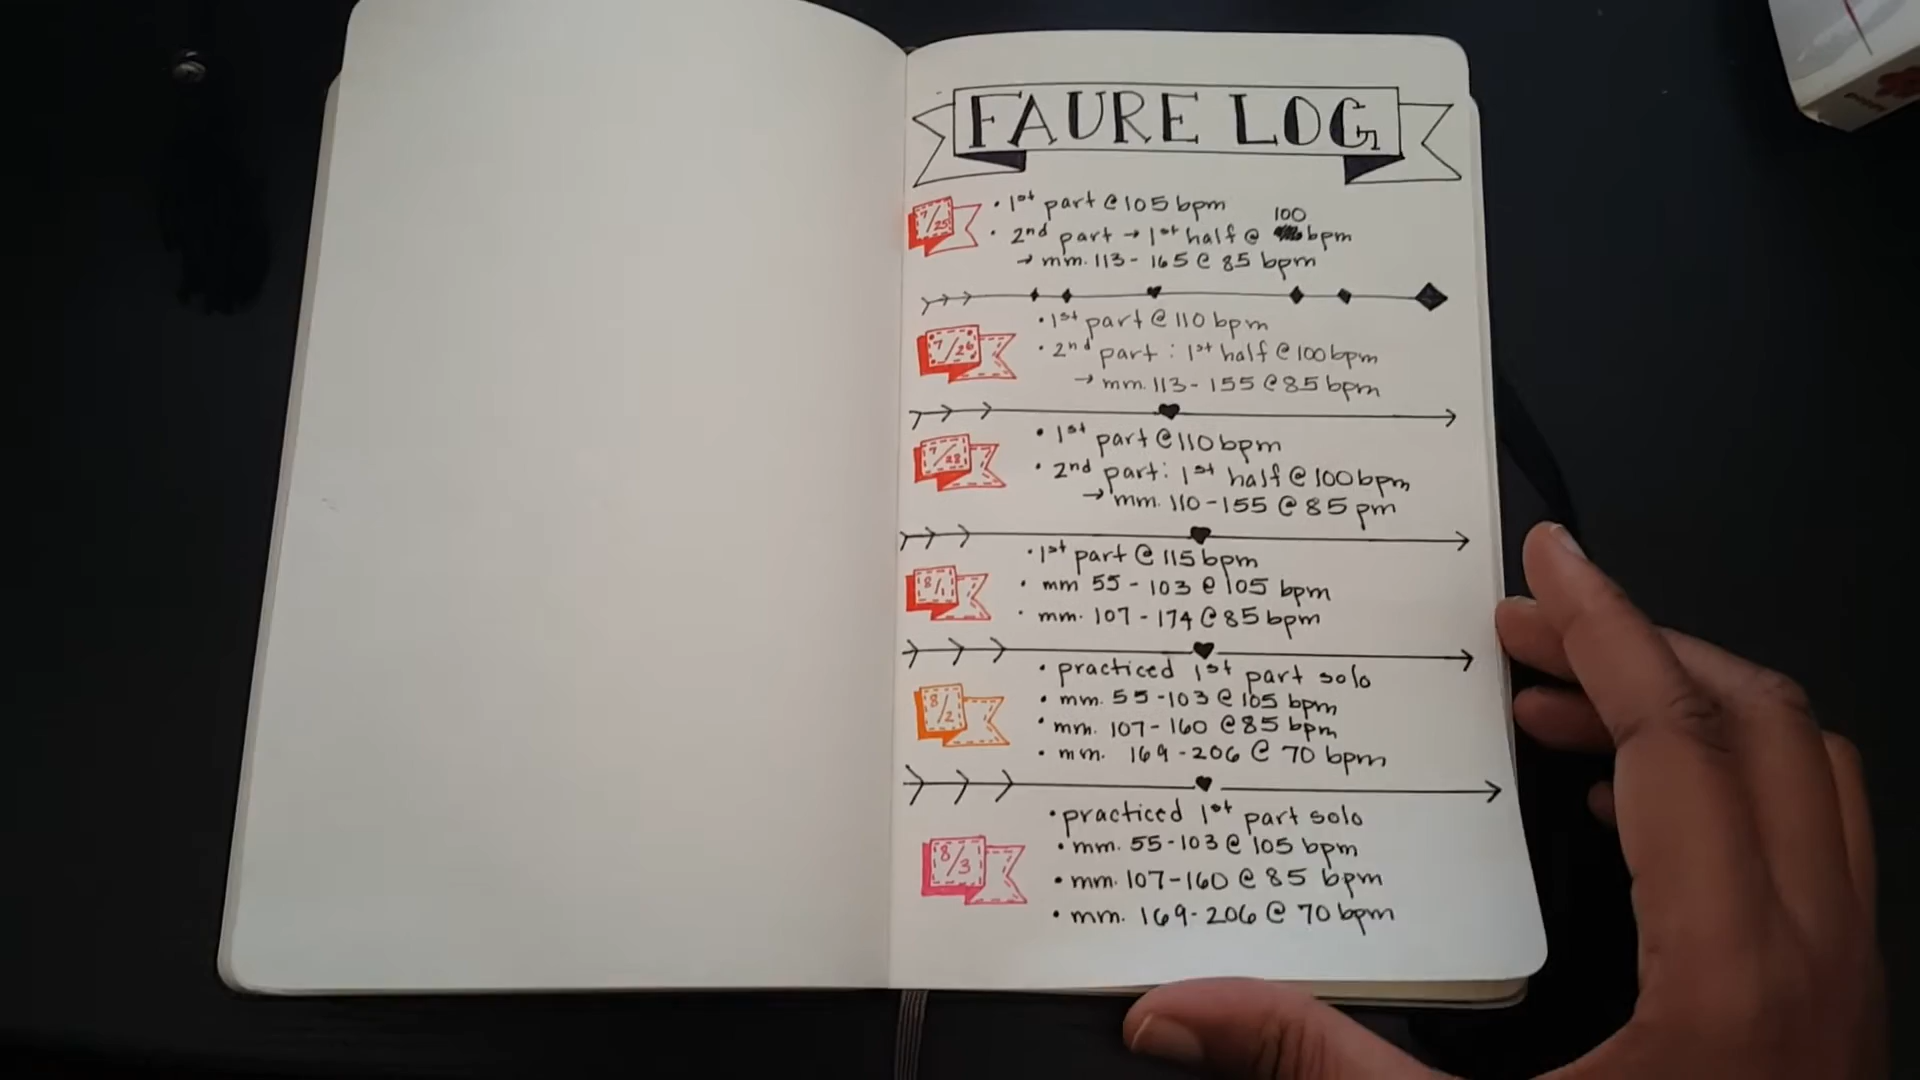 FAURE LOG
7/25
• 1st part @ 105 bpm
100
• 2nd part → 1st half @ bpm
→ mm. 113 - 165 @ 85 bpm
7/26
• 1st part @ 110 bpm
• 2nd part : 1st half @ 100 bpm
→ mm. 113 - 155 @ 85 bpm
7/28
• 1st part @ 110 bpm
• 2nd part: 1st half @ 100 bpm
→ mm. 110 - 155 @ 85 pm
8/1
• 1st part @ 115 bpm
• mm 55 - 103 @ 105 bpm
• mm. 107 - 174 @ 85 bpm
8/2
• practiced 1st part solo
• mm. 55 - 103 @ 105 bpm
• mm. 107 - 160 @ 85 bpm
• mm. 169 - 206 @ 70 bpm
8/3
• practiced 1st part solo
• mm. 55 - 103 @ 105 bpm
• mm. 107 - 160 @ 85 bpm
• mm. 169 - 206 @ 70 bpm